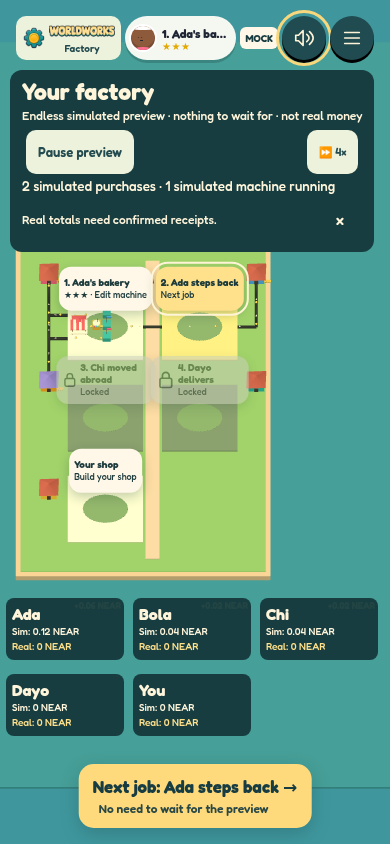 WORLDWORKS
Factory
1. Ada's ba...
★★★
MOCK
Your factory
Endless simulated preview · nothing to wait for · not real money
Pause preview
⏩ 4x
2 simulated purchases · 1 simulated machine running
Real totals need confirmed receipts.
×
1. Ada's bakery
★★★ · Edit machine
2. Ada steps back
Next job
3. Chi moved
abroad
Locked
4. Dayo
delivers
Locked
Your shop
Build your shop
Ada
Sim: 0.12 NEAR
Real: 0 NEAR
Bola
Sim: 0.04 NEAR
Real: 0 NEAR
Chi
Sim: 0.04 NEAR
Real: 0 NEAR
Dayo
Sim: 0 NEAR
Real: 0 NEAR
You
Sim: 0 NEAR
Real: 0 NEAR
Next job: Ada steps back →
No need to wait for the preview